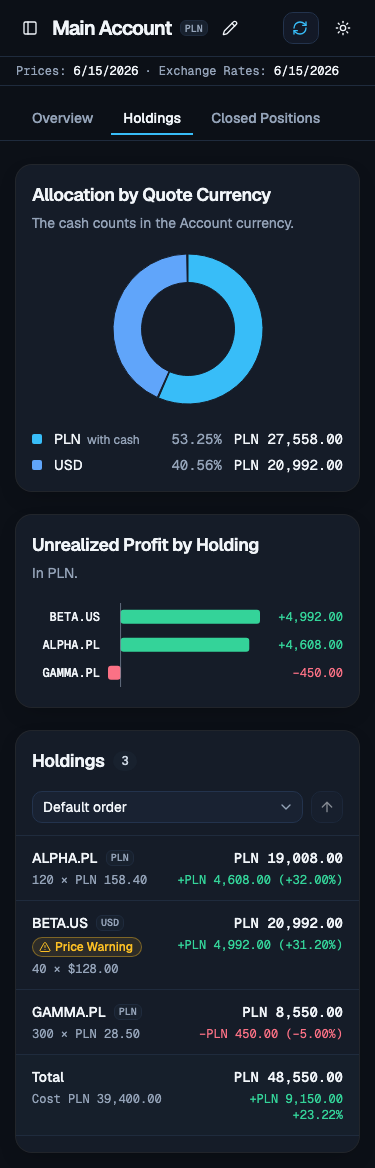 Main Account PLN
Prices: 6/15/2026 · Exchange Rates: 6/15/2026
Overview Holdings Closed Positions
Allocation by Quote Currency
The cash counts in the Account currency.
PLN with cash 53.25% PLN 27,558.00
USD 40.56% PLN 20,992.00
Unrealized Profit by Holding
In PLN.
BETA.US +4,992.00
ALPHA.PL +4,608.00
GAMMA.PL −450.00
Holdings 3
Default order
ALPHA.PL PLN PLN 19,008.00
120 × PLN 158.40 +PLN 4,608.00 (+32.00%)
BETA.US USD PLN 20,992.00
Price Warning +PLN 4,992.00 (+31.20%)
40 × $128.00
GAMMA.PL PLN PLN 8,550.00
300 × PLN 28.50 −PLN 450.00 (−5.00%)
Total PLN 48,550.00
Cost PLN 39,400.00 +PLN 9,150.00
+23.22%